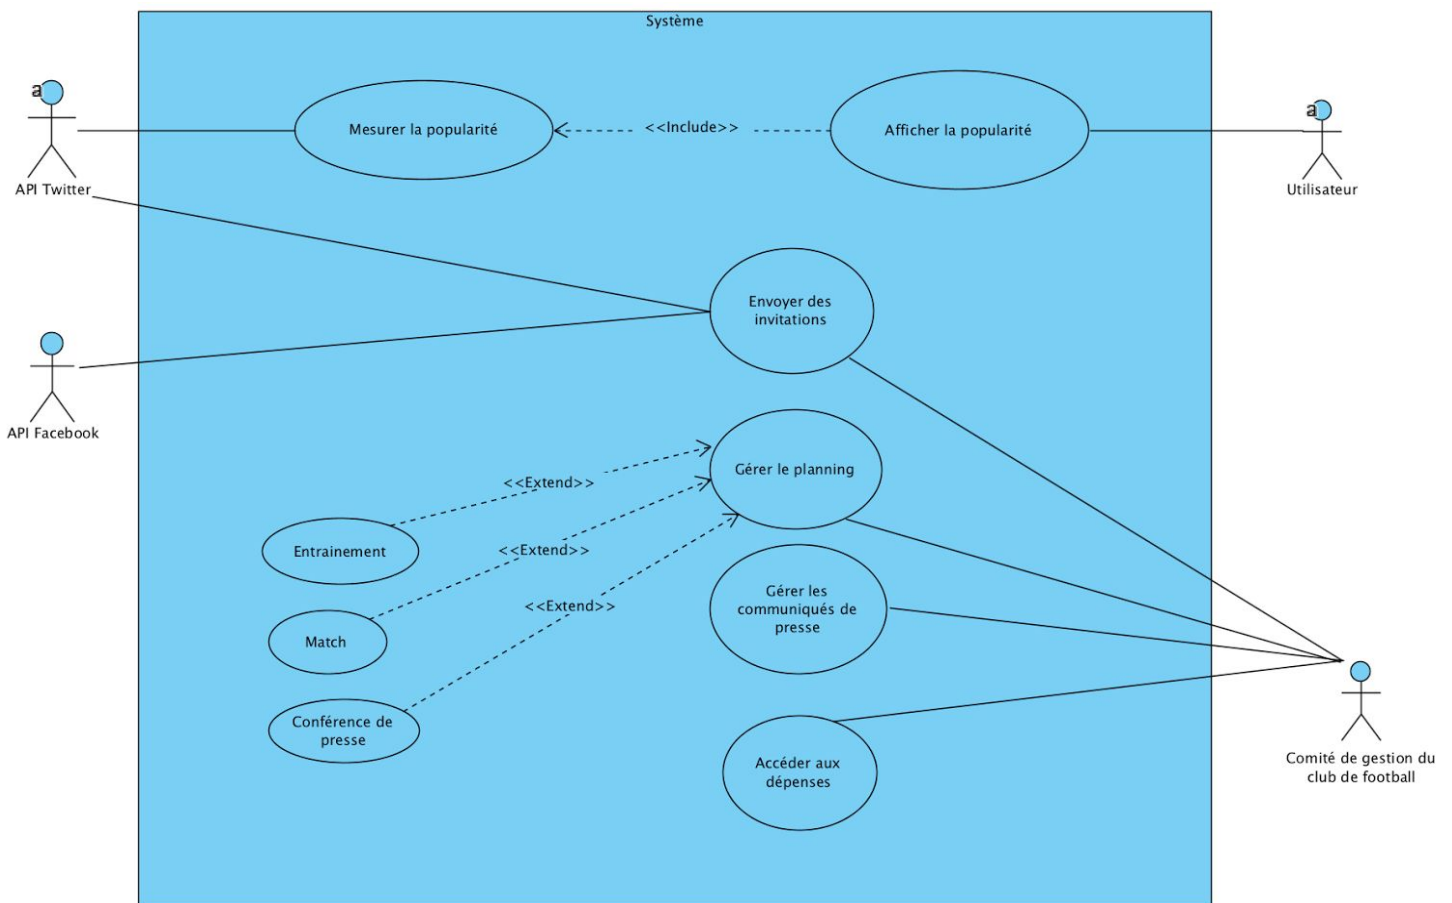 Système
a
Mesurer la popularité
<<Include>>
Afficher la popularité
a
API Twitter
Utilisateur
Envoyer des
invitations
API Facebook
Gérer le planning
<<Extend>>
Entrainement
<<Extend>>
Gérer les
communiqués de
presse
<<Extend>>
Match
Conférence de
presse
Accéder aux
dépenses
Comité de gestion du
club de football